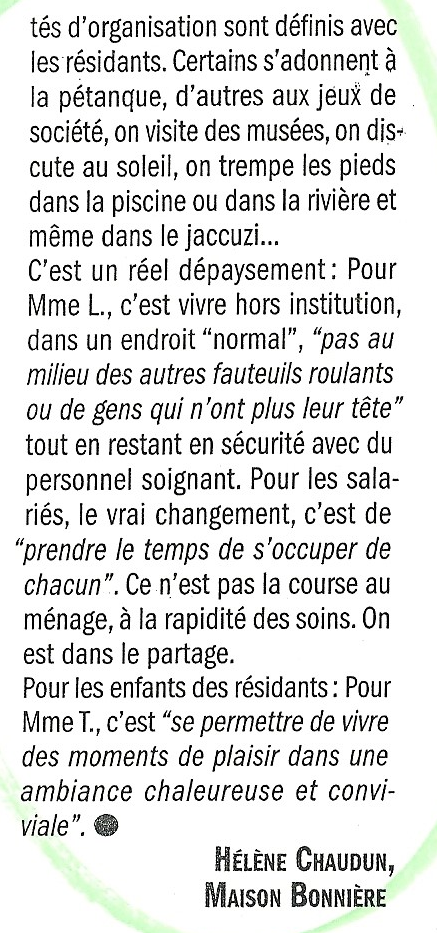 tés d’organisation sont définis avec
les résidants. Certains s’adonnent à
la pétanque, d’autres aux jeux de
société, on visite des musées, on dis-
cute au soleil, on trempe les pieds
dans la piscine ou dans la rivière et
même dans le jaccuzi...
C’est un réel dépaysement : Pour
Mme L., c’est vivre hors institution,
dans un endroit “normal”, “pas au
milieu des autres fauteuils roulants
ou de gens qui n’ont plus leur tête”
tout en restant en sécurité avec du
personnel soignant. Pour les sala-
riés, le vrai changement, c’est de
“prendre le temps de s’occuper de
chacun”. Ce n’est pas la course au
ménage, à la rapidité des soins. On
est dans le partage.
Pour les enfants des résidants : Pour
Mme T., c’est “se permettre de vivre
des moments de plaisir dans une
ambiance chaleureuse et convi-
viale”. ●
HÉLÈNE CHAUDUN,
MAISON BONNIÈRE